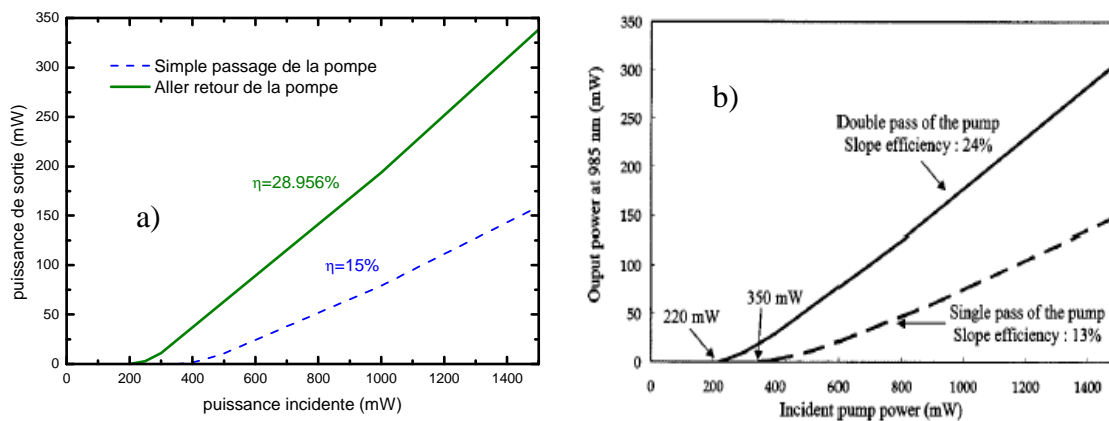 350
300
250
200
150
100
50
0
puissance de sortie (mW)
Simple passage de la pompe
Aller retour de la pompe
η=28.956%
a)
η=15%
0 200 400 600 800 1000 1200 1400
puissance incidente (mW)
b)
350
300
250
200
150
100
50
0
Ouput power at 985 nm (mW)
Double pass of the pump
Slope efficiency : 24%
350 mW
220 mW
Single pass of the pump
Slope efficiency : 13%
0 200 400 600 800 1000 1200 1400
Incident pump power (mW)